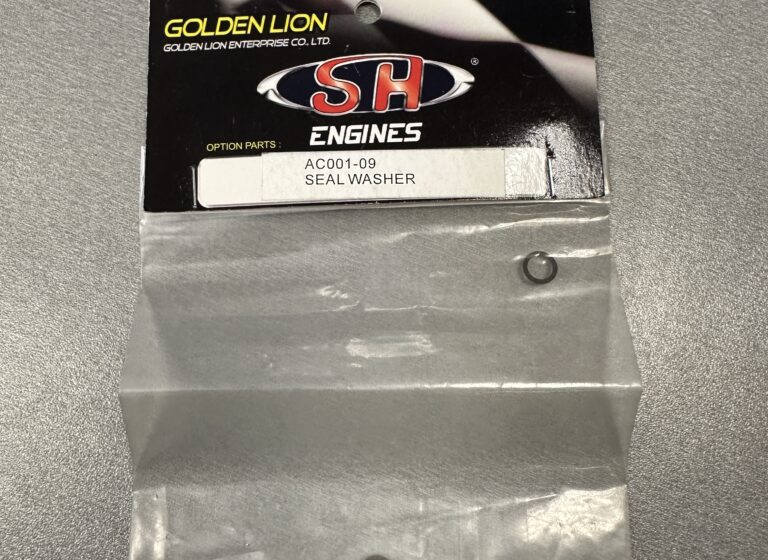 GOLDEN LION
GOLDEN LION ENTERPRISE CO., LTD.
SH
®
ENGINES
OPTION PARTS :
AC001-09
SEAL WASHER